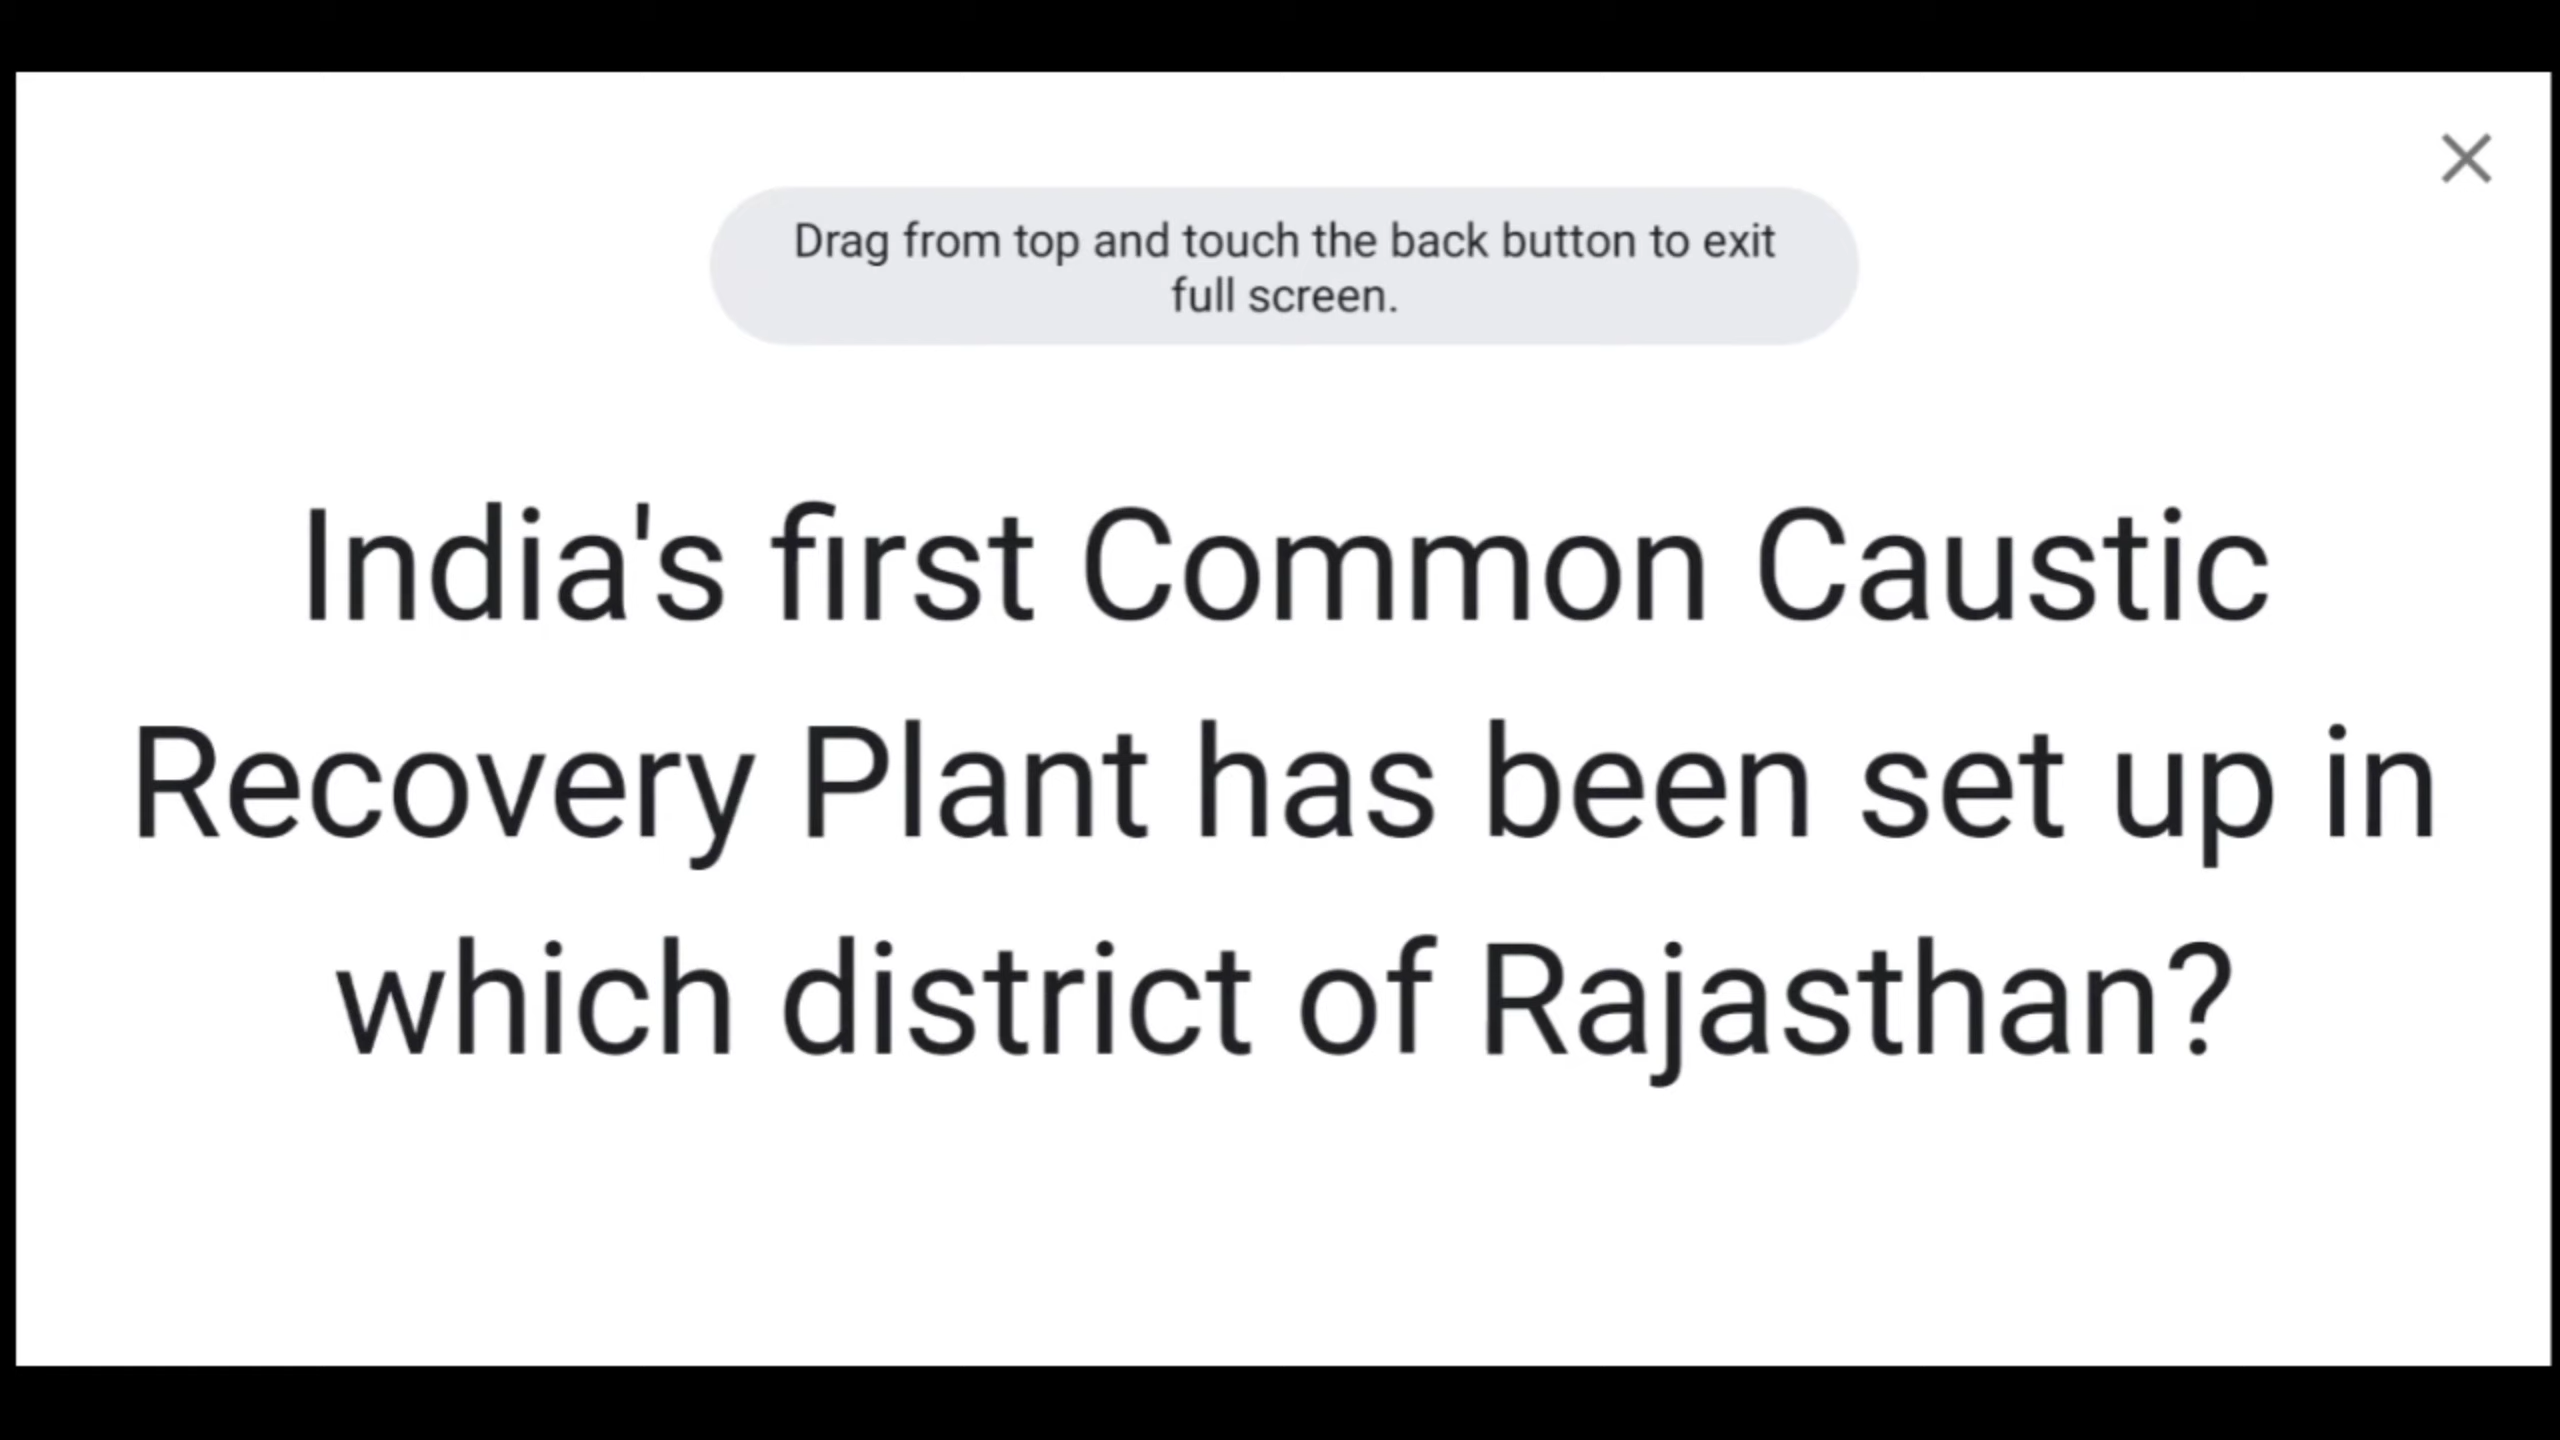 Drag from top and touch the back button to exit
full screen.
India's first Common Caustic
Recovery Plant has been set up in
which district of Rajasthan?